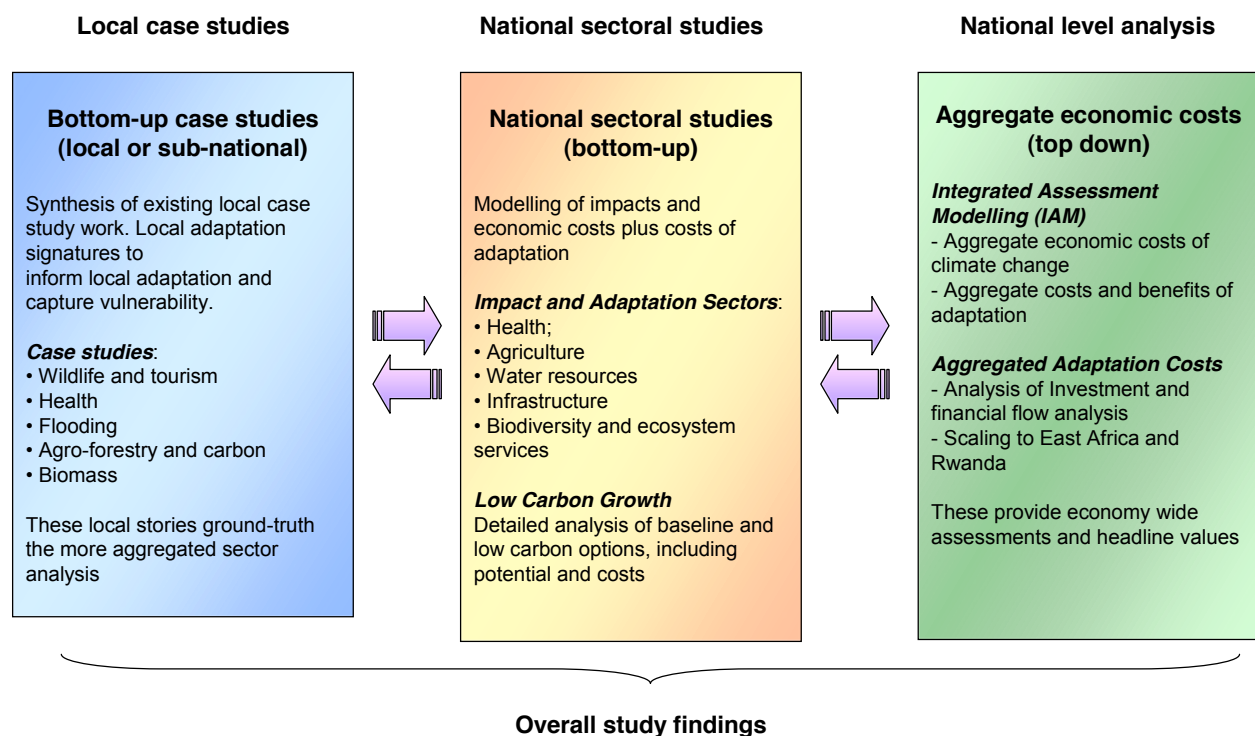 Local case studies
National sectoral studies
National level analysis
Bottom-up case studies
(local or sub-national)
Synthesis of existing local case
study work. Local adaptation
signatures to
inform local adaptation and
capture vulnerability.
Case studies:
• Wildlife and tourism
• Health
• Flooding
• Agro-forestry and carbon
• Biomass
These local stories ground-truth
the more aggregated sector
analysis
National sectoral studies
(bottom-up)
Modelling of impacts and
economic costs plus costs of
adaptation
Impact and Adaptation Sectors:
• Health;
• Agriculture
• Water resources
• Infrastructure
• Biodiversity and ecosystem
services
Low Carbon Growth
Detailed analysis of baseline and
low carbon options, including
potential and costs
Aggregate economic costs
(top down)
Integrated Assessment
Modelling (IAM)
- Aggregate economic costs of
climate change
- Aggregate costs and benefits of
adaptation
Aggregated Adaptation Costs
- Analysis of Investment and
financial flow analysis
- Scaling to East Africa and
Rwanda
These provide economy wide
assessments and headline values
Overall study findings